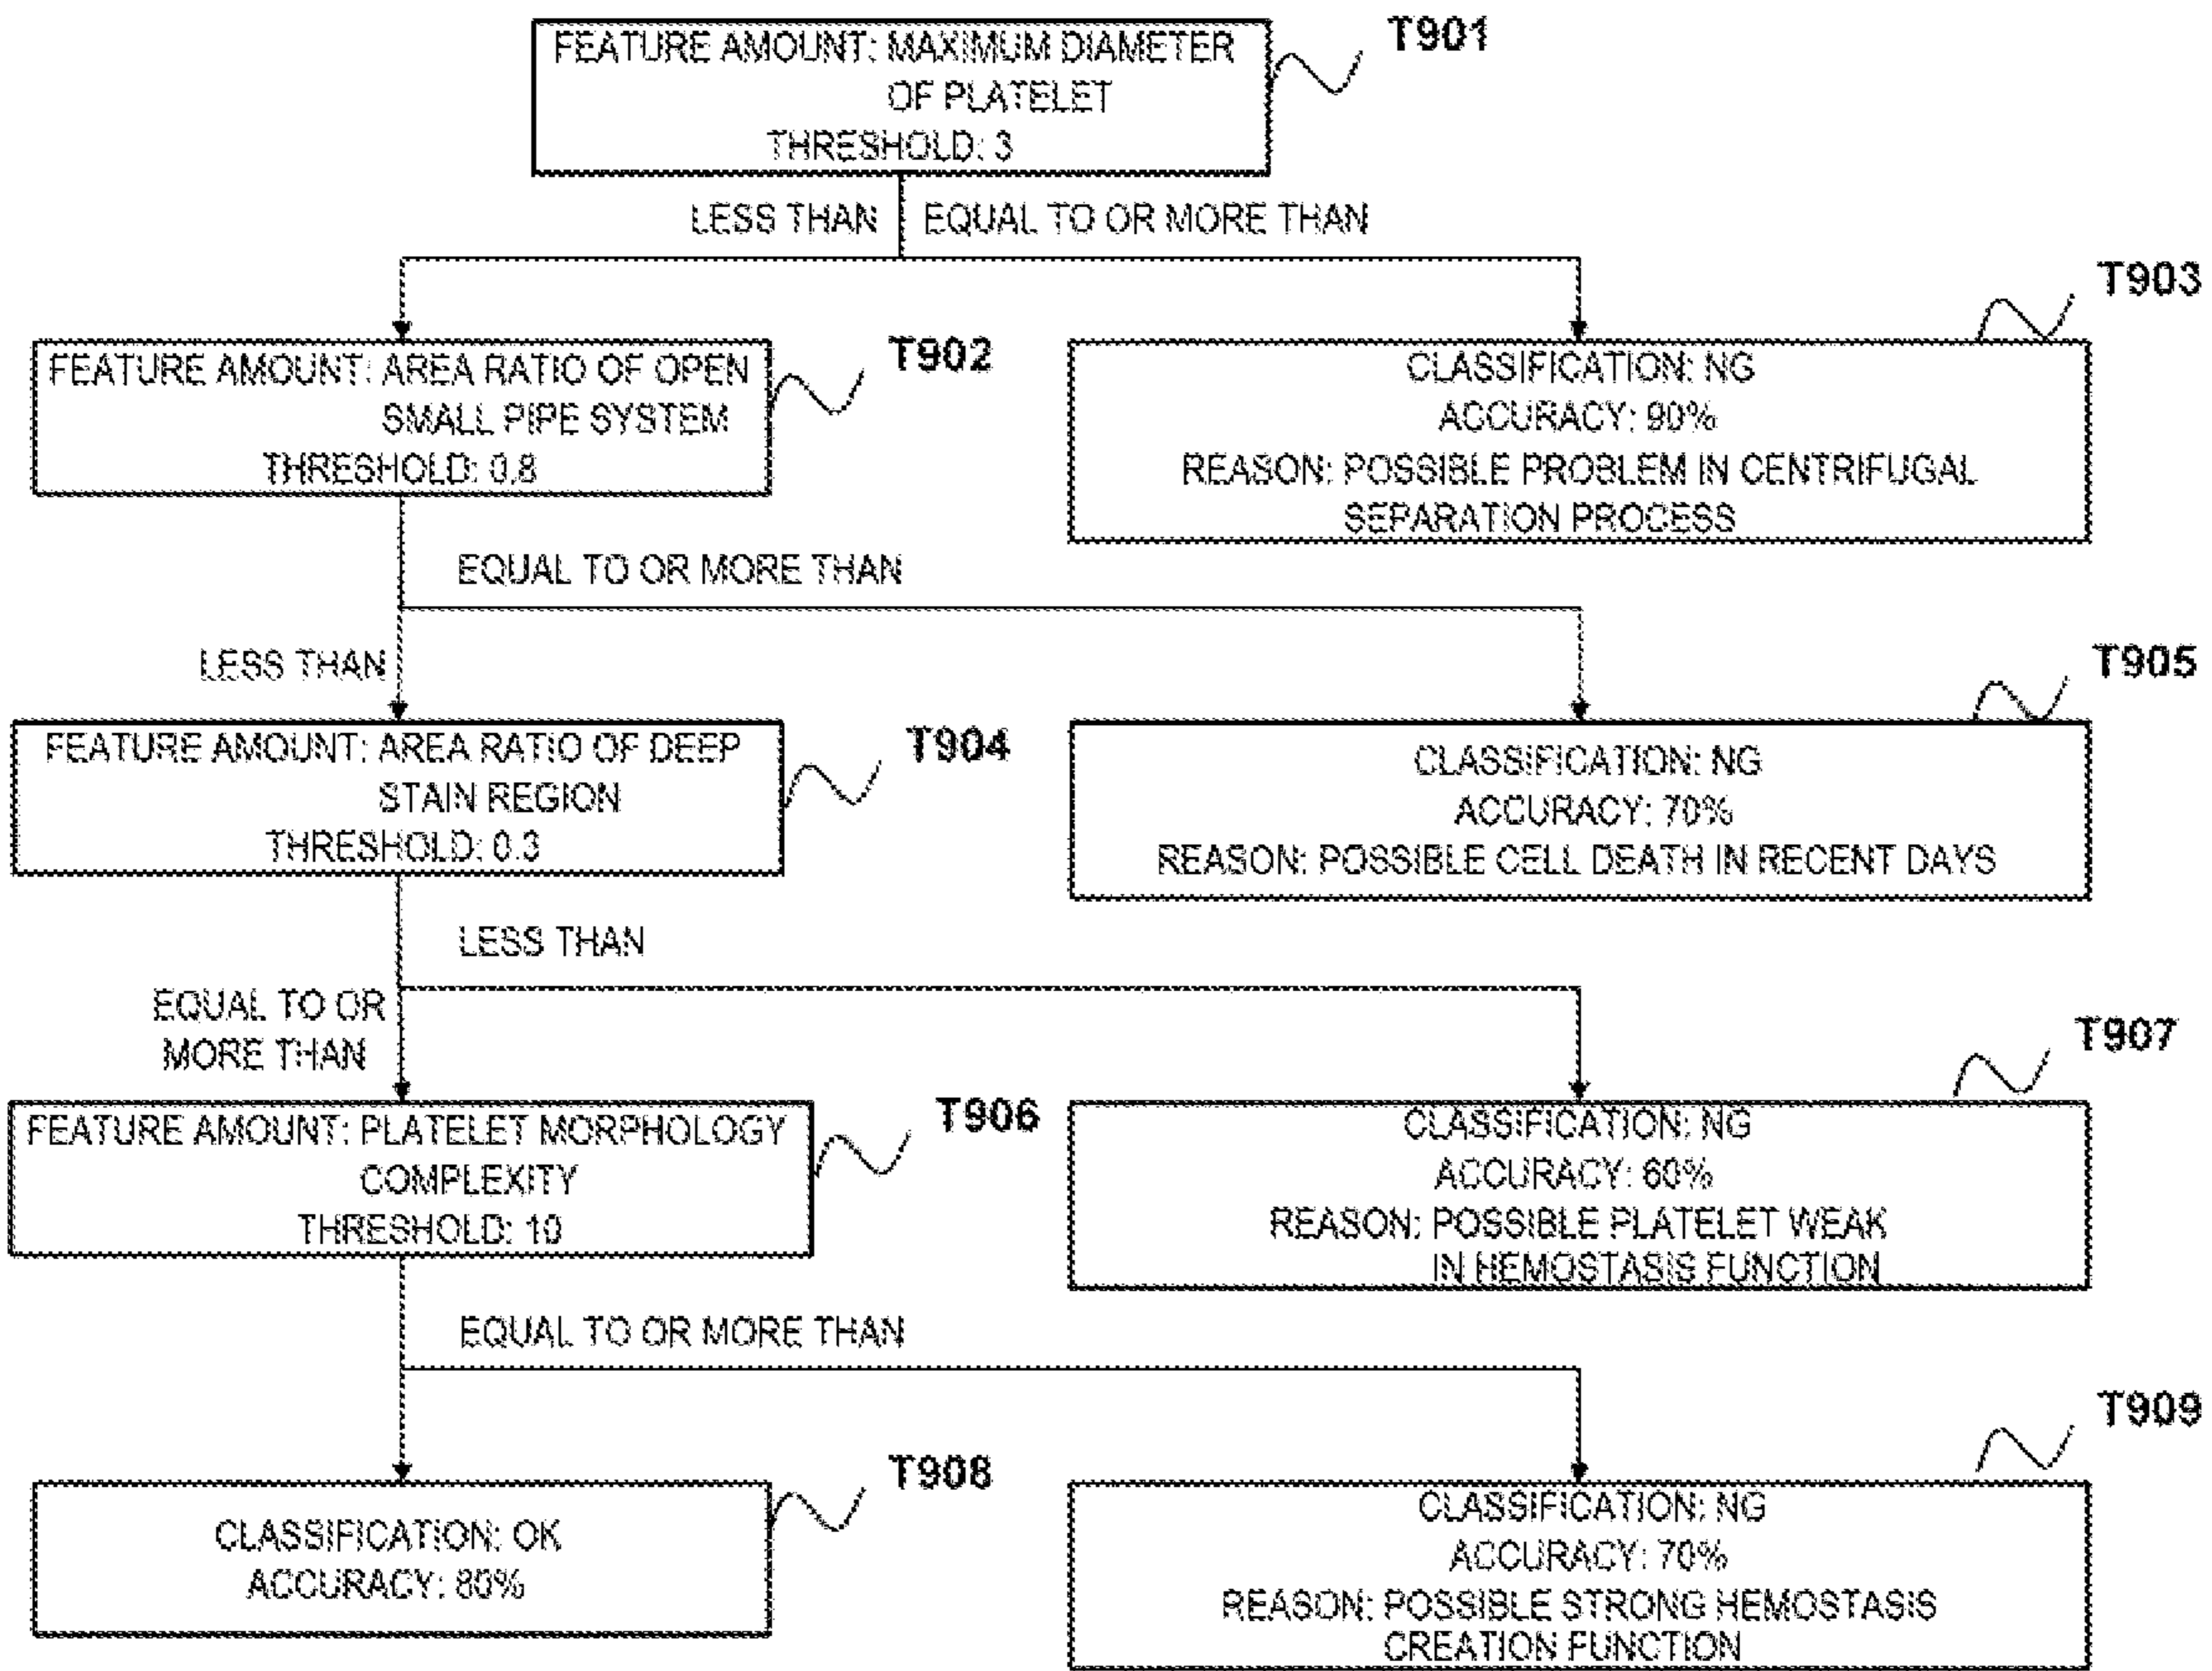 FEATURE AMOUNT: MAXIMUM DIAMETER
OF PLATELET
THRESHOLD: 3
T901
LESS THAN
EQUAL TO OR MORE THAN
FEATURE AMOUNT: AREA RATIO OF OPEN
SMALL PIPE SYSTEM
THRESHOLD: 0.8
T902
CLASSIFICATION: NG
ACCURACY: 90%
REASON: POSSIBLE PROBLEM IN CENTRIFUGAL
SEPARATION PROCESS
T903
EQUAL TO OR MORE THAN
LESS THAN
FEATURE AMOUNT: AREA RATIO OF DEEP
STAIN REGION
THRESHOLD: 0.3
T904
CLASSIFICATION: NG
ACCURACY: 70%
REASON: POSSIBLE CELL DEATH IN RECENT DAYS
T905
LESS THAN
EQUAL TO OR
MORE THAN
FEATURE AMOUNT: PLATELET MORPHOLOGY
COMPLEXITY
THRESHOLD: 10
T906
CLASSIFICATION: NG
ACCURACY: 60%
REASON: POSSIBLE PLATELET WEAK
IN HEMOSTASIS FUNCTION
T907
EQUAL TO OR MORE THAN
CLASSIFICATION: OK
ACCURACY: 80%
T908
CLASSIFICATION: NG
ACCURACY: 70%
REASON: POSSIBLE STRONG HEMOSTASIS
CREATION FUNCTION
T909